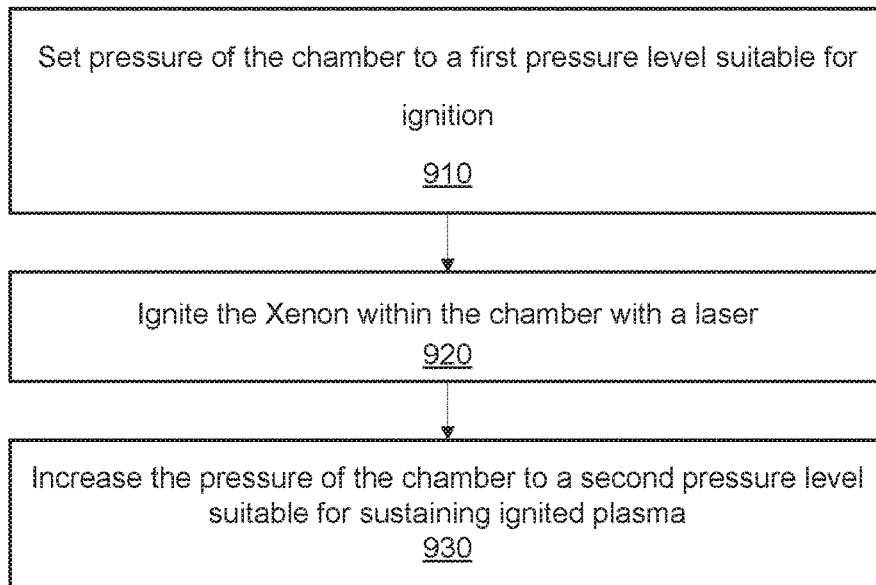 Set pressure of the chamber to a first pressure level suitable for
ignition
910
Ignite the Xenon within the chamber with a laser
920
Increase the pressure of the chamber to a second pressure level
suitable for sustaining ignited plasma
930